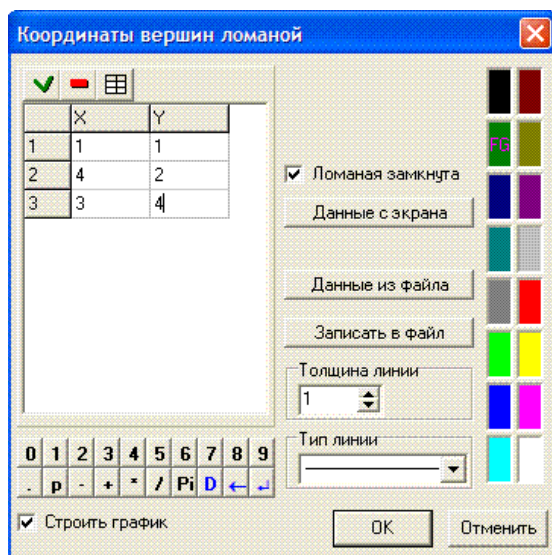 Координаты вершин ломаной
X Y
1 1 1
2 4 2
3 3 4
FG
Ломаная замкнута
Данные с экрана
Данные из файла
Записать в файл
Толщина линии
1
Тип линии
0 1 2 3 4 5 6 7 8 9
. p - + * / Pi D ← ↵
Строить график
OK Отменить